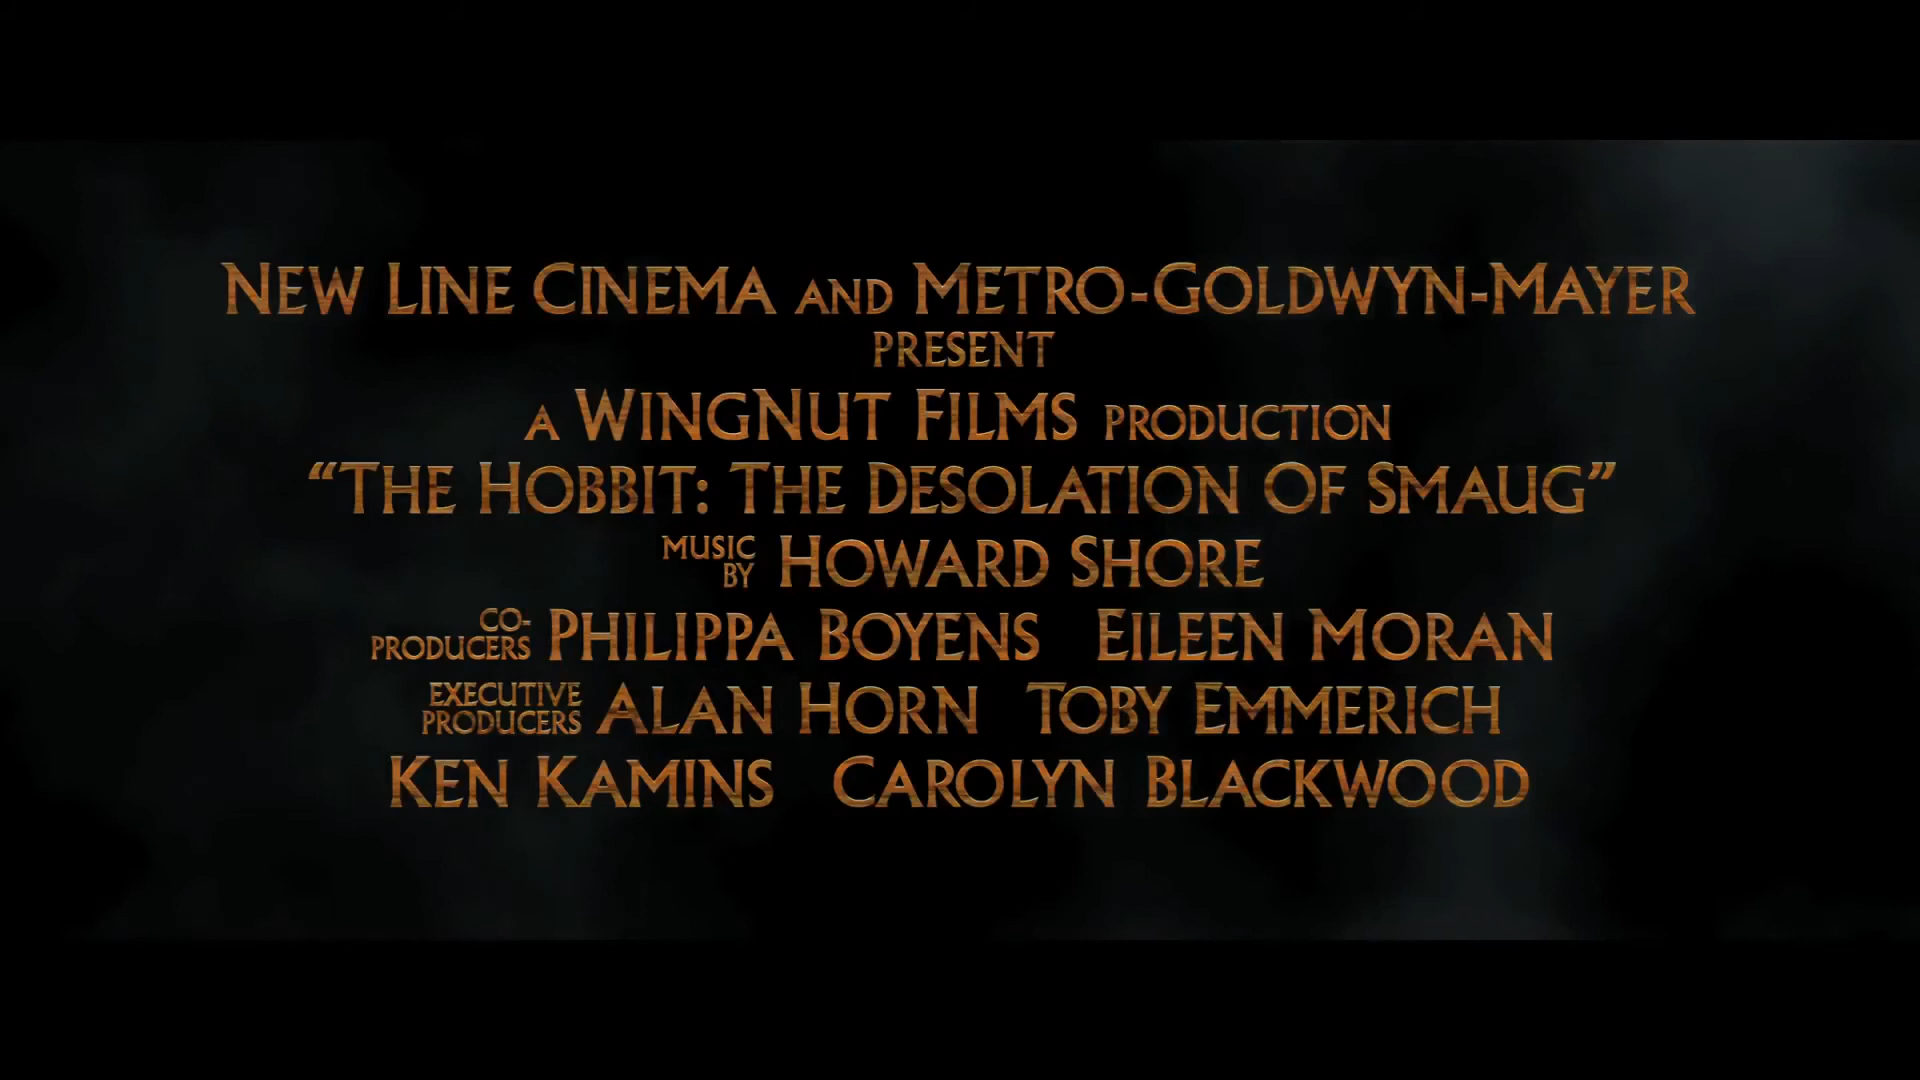 NEW LINE CINEMA AND METRO-GOLDWYN-MAYER
PRESENT
A WINGNUT FILMS PRODUCTION
“THE HOBBIT: THE DESOLATION OF SMAUG”
MUSIC BY HOWARD SHORE
CO-PRODUCERS PHILIPPA BOYENS EILEEN MORAN
EXECUTIVE PRODUCERS ALAN HORN TOBY EMMERICH
KEN KAMINS CAROLYN BLACKWOOD